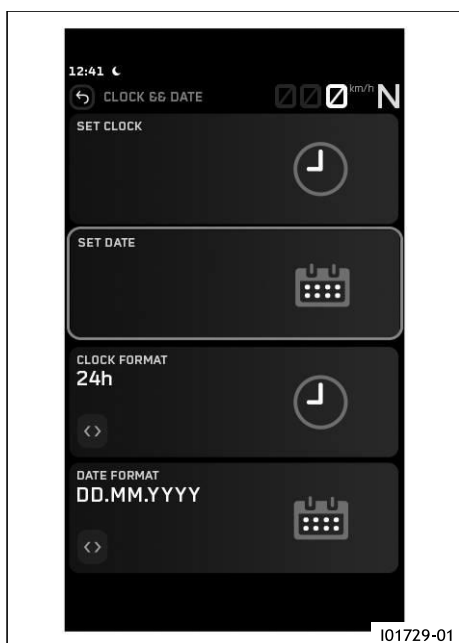 12:41
CLOCK && DATE 000 km/h N
SET CLOCK
SET DATE
CLOCK FORMAT
24h
<>
DATE FORMAT
DD.MM.YYYY
<>
I01729-01